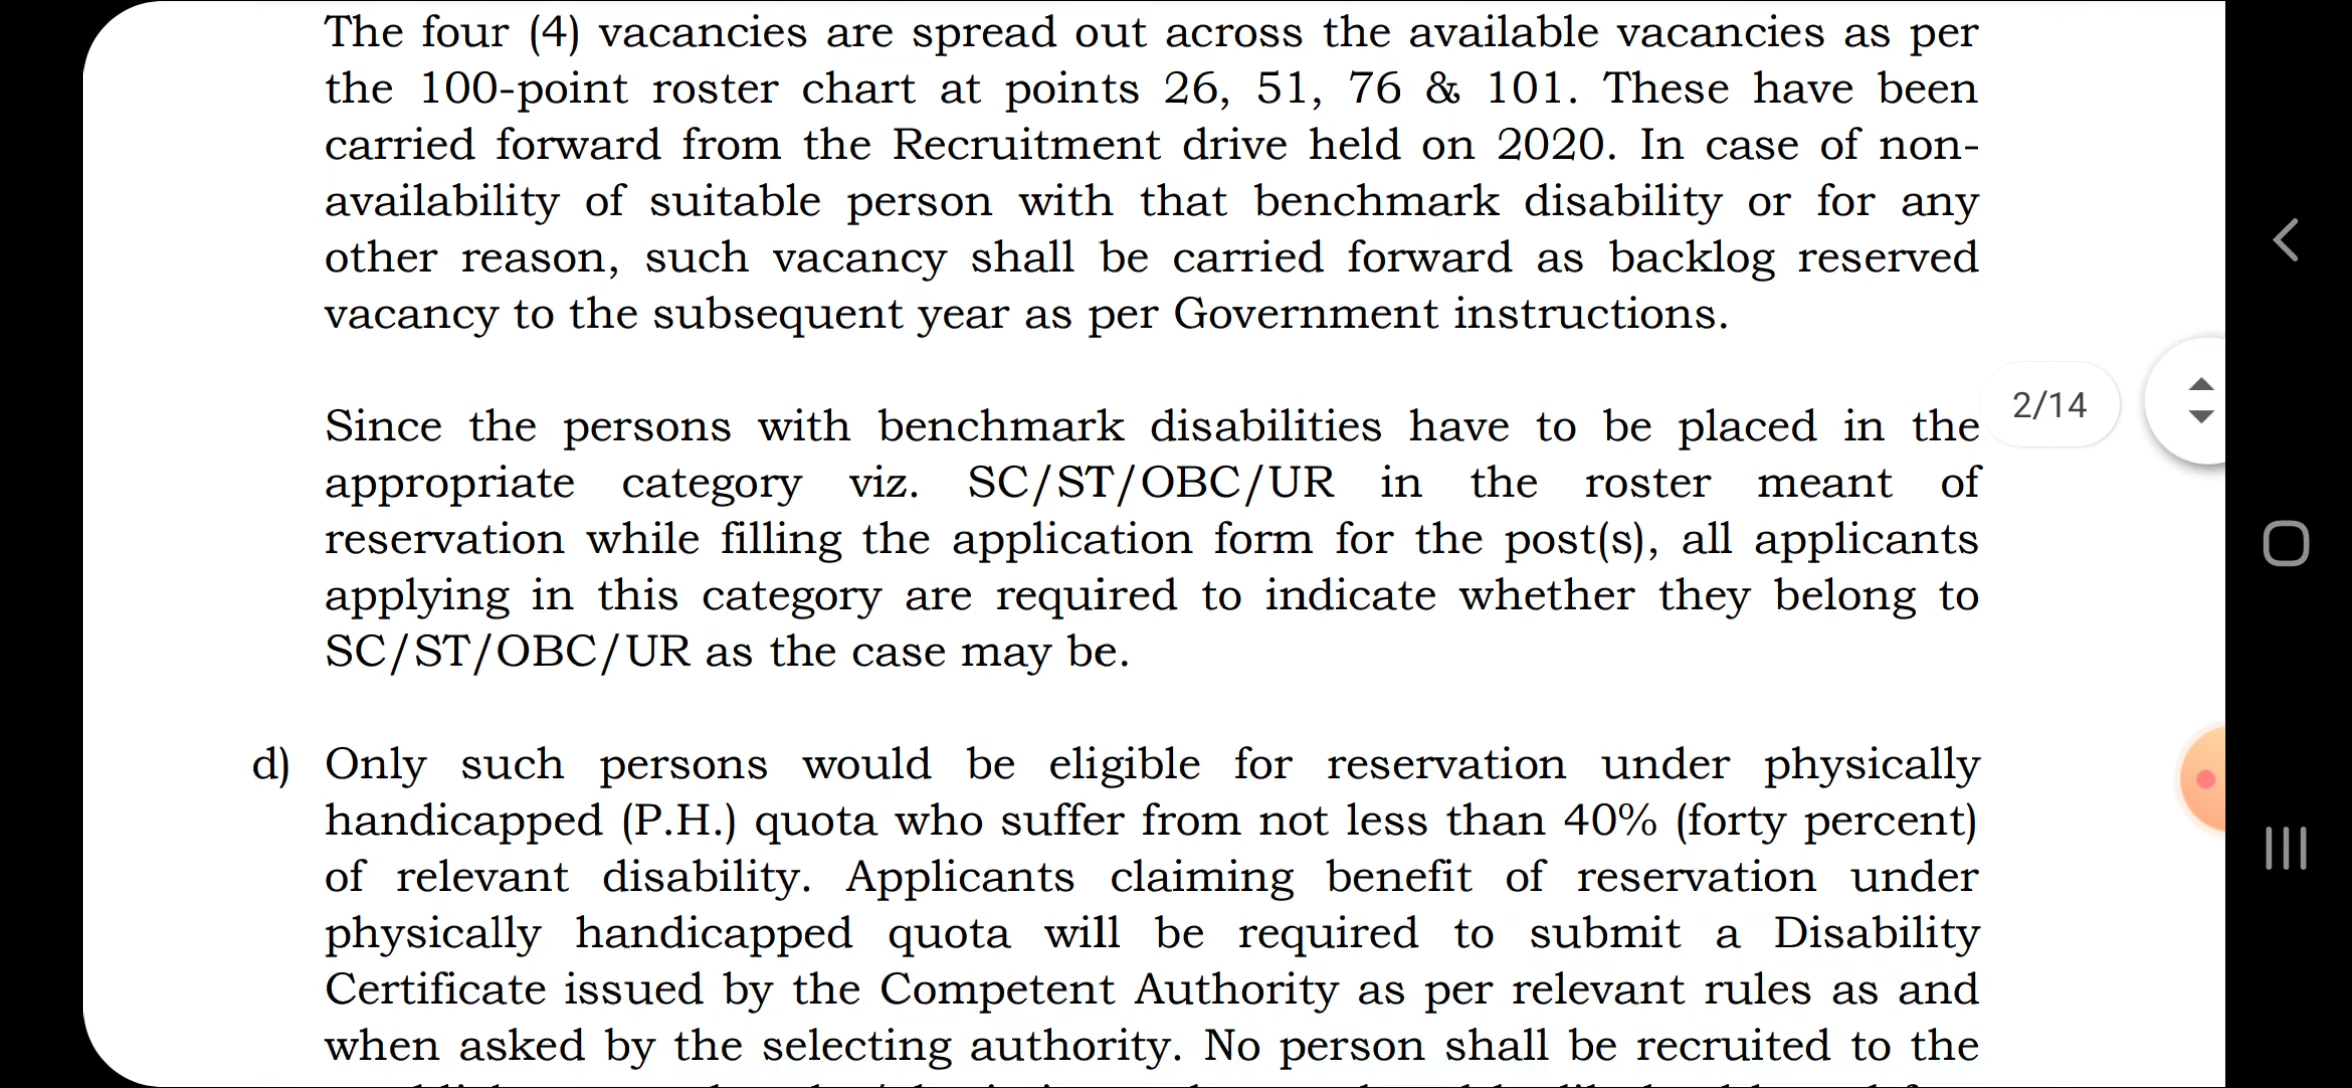 The four (4) vacancies are spread out across the available vacancies as per
the 100-point roster chart at points 26, 51, 76 & 101. These have been
carried forward from the Recruitment drive held on 2020. In case of non-
availability of suitable person with that benchmark disability or for any
other reason, such vacancy shall be carried forward as backlog reserved
vacancy to the subsequent year as per Government instructions.
2/14
Since the persons with benchmark disabilities have to be placed in the
appropriate category viz. SC/ST/OBC/UR in the roster meant of
reservation while filling the application form for the post(s), all applicants
applying in this category are required to indicate whether they belong to
SC/ST/OBC/UR as the case may be.
d) Only such persons would be eligible for reservation under physically
handicapped (P.H.) quota who suffer from not less than 40% (forty percent)
of relevant disability. Applicants claiming benefit of reservation under
physically handicapped quota will be required to submit a Disability
Certificate issued by the Competent Authority as per relevant rules as and
when asked by the selecting authority. No person shall be recruited to the